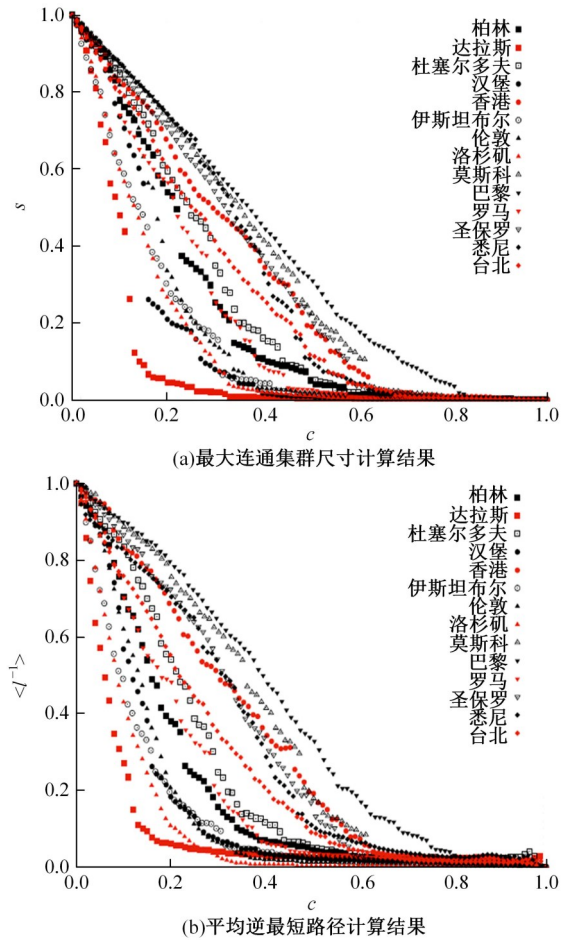 1.0
0.8
0.6
0.4
0.2
0.0
s
柏林
达拉斯
杜塞尔多夫
汉堡
香港
伊斯坦布尔
伦敦
洛杉矶
莫斯科
巴黎
罗马
圣保罗
悉尼
台北
0.0 0.2 0.4 0.6 0.8 1.0
c
(a)最大连通集群尺寸计算结果
1.0
0.8
0.6
0.4
0.2
0.0
<l⁻¹>
柏林
达拉斯
杜塞尔多夫
汉堡
香港
伊斯坦布尔
伦敦
洛杉矶
莫斯科
巴黎
罗马
圣保罗
悉尼
台北
0.0 0.2 0.4 0.6 0.8 1.0
c
(b)平均逆最短路径计算结果